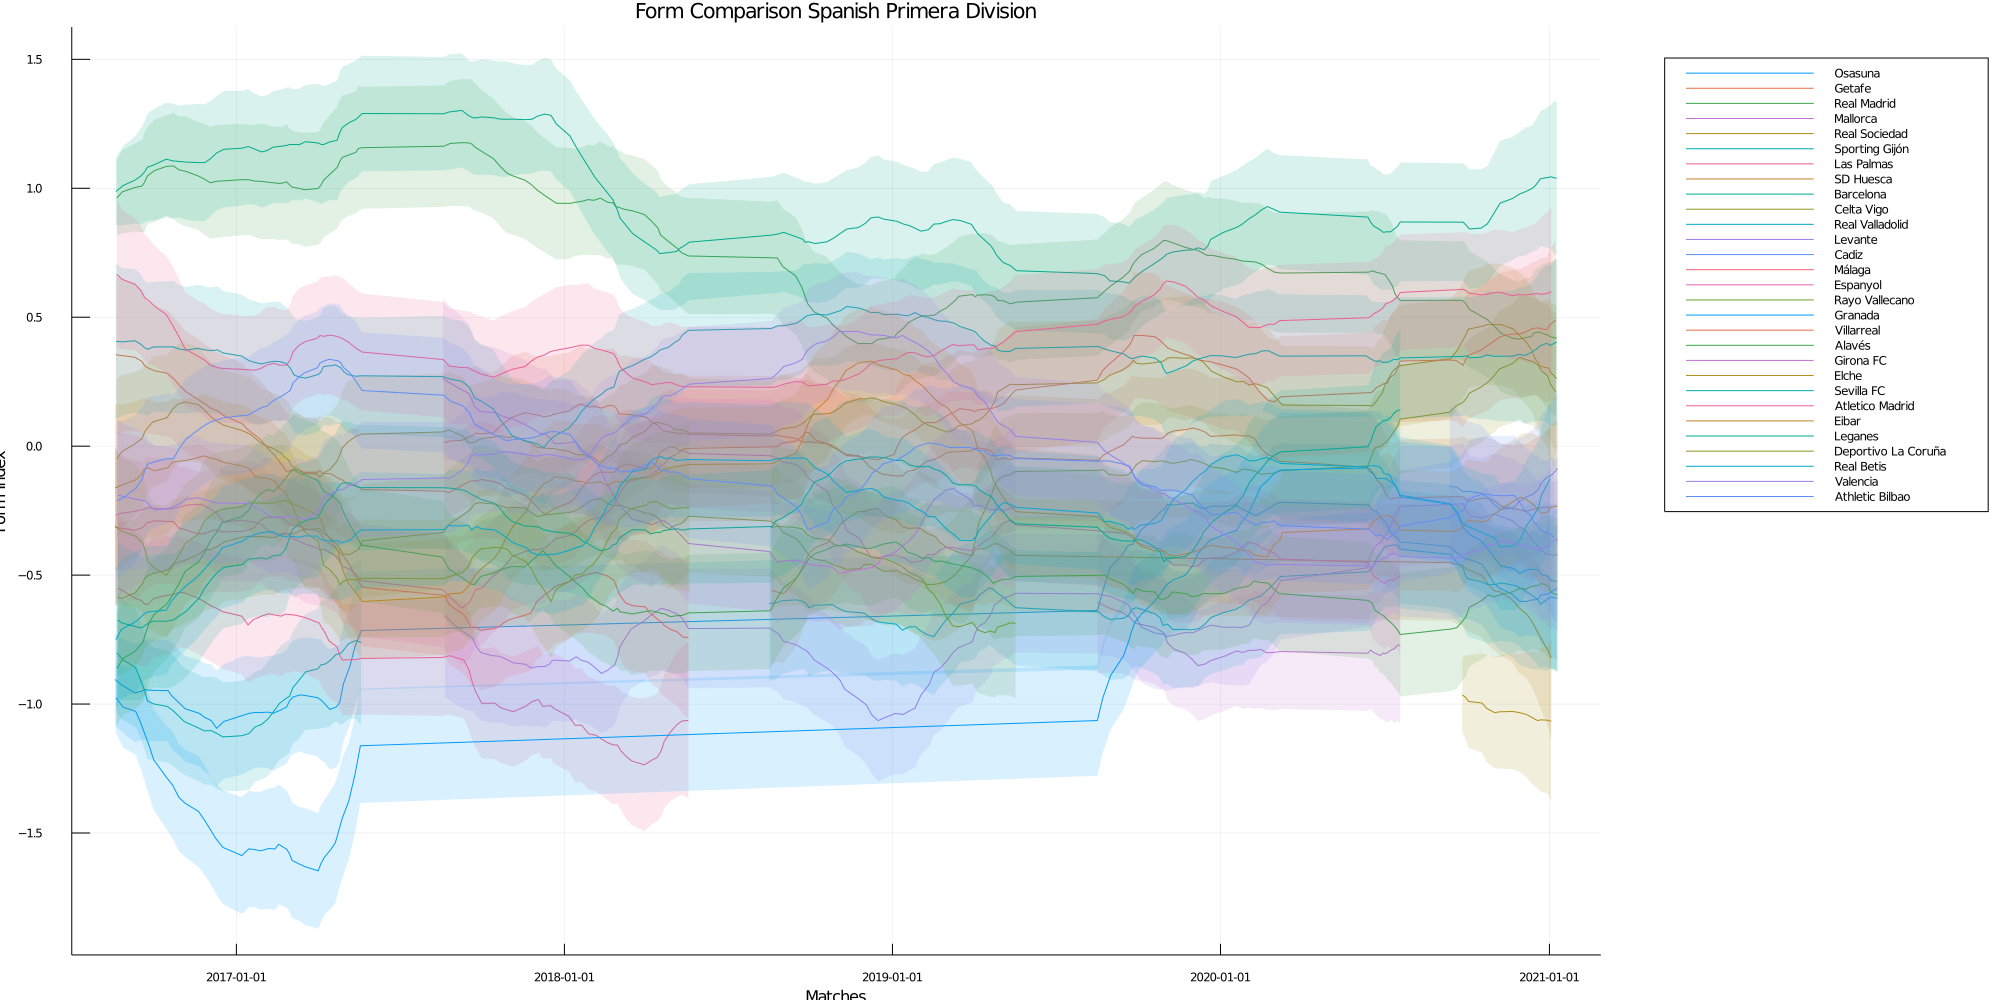 Form Comparison Spanish Primera Division
1.5
1.0
0.5
0.0
−0.5
−1.0
−1.5
Form Index
2017-01-01
2018-01-01
2019-01-01
2020-01-01
2021-01-01
Matches
Osasuna
Getafe
Real Madrid
Mallorca
Real Sociedad
Sporting Gijón
Las Palmas
SD Huesca
Barcelona
Celta Vigo
Real Valladolid
Levante
Cadiz
Málaga
Espanyol
Rayo Vallecano
Granada
Villarreal
Alavés
Girona FC
Elche
Sevilla FC
Atletico Madrid
Eibar
Leganes
Deportivo La Coruña
Real Betis
Valencia
Athletic Bilbao